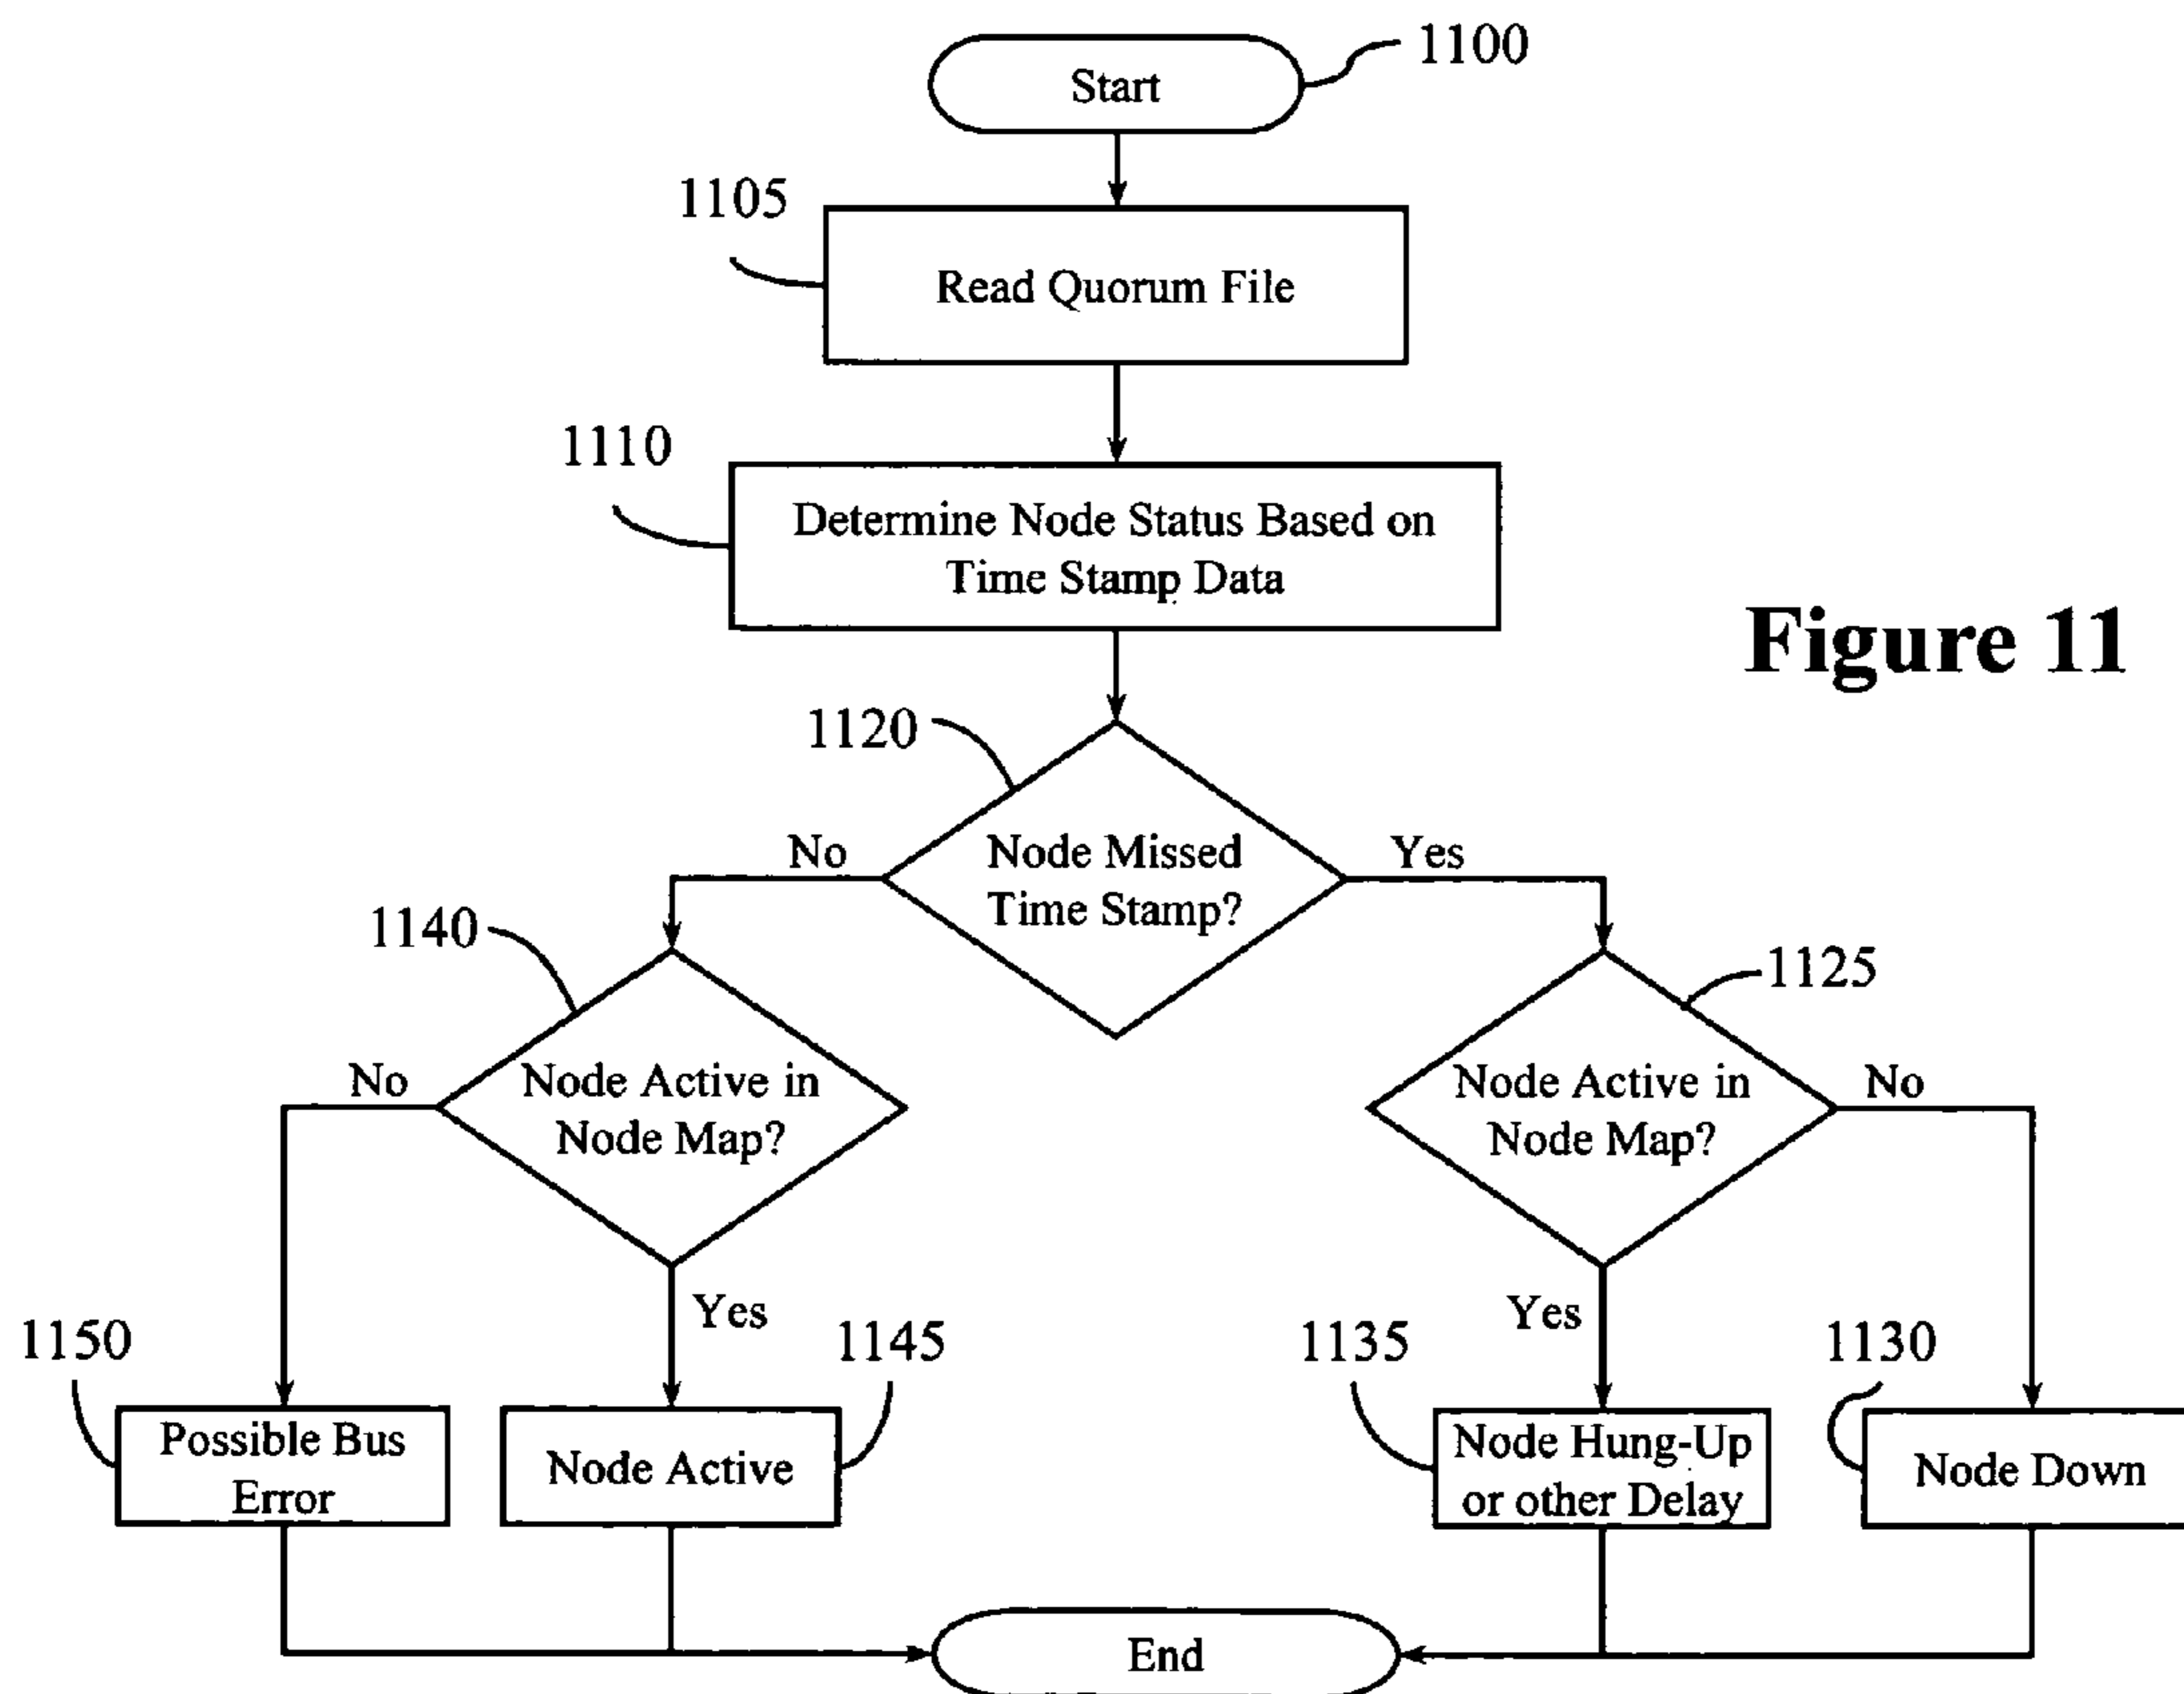 1100
Start
1105
Read Quorum File
1110
Determine Node Status Based on
Time Stamp Data
Figure 11
1120
No
Node Missed
Time Stamp?
Yes
1140
1125
No
Node Active in
Node Map?
Node Active in
Node Map?
No
Yes
Yes
1150
1145
1135
1130
Possible Bus
Error
Node Active
Node Hung-Up
or other Delay
Node Down
End